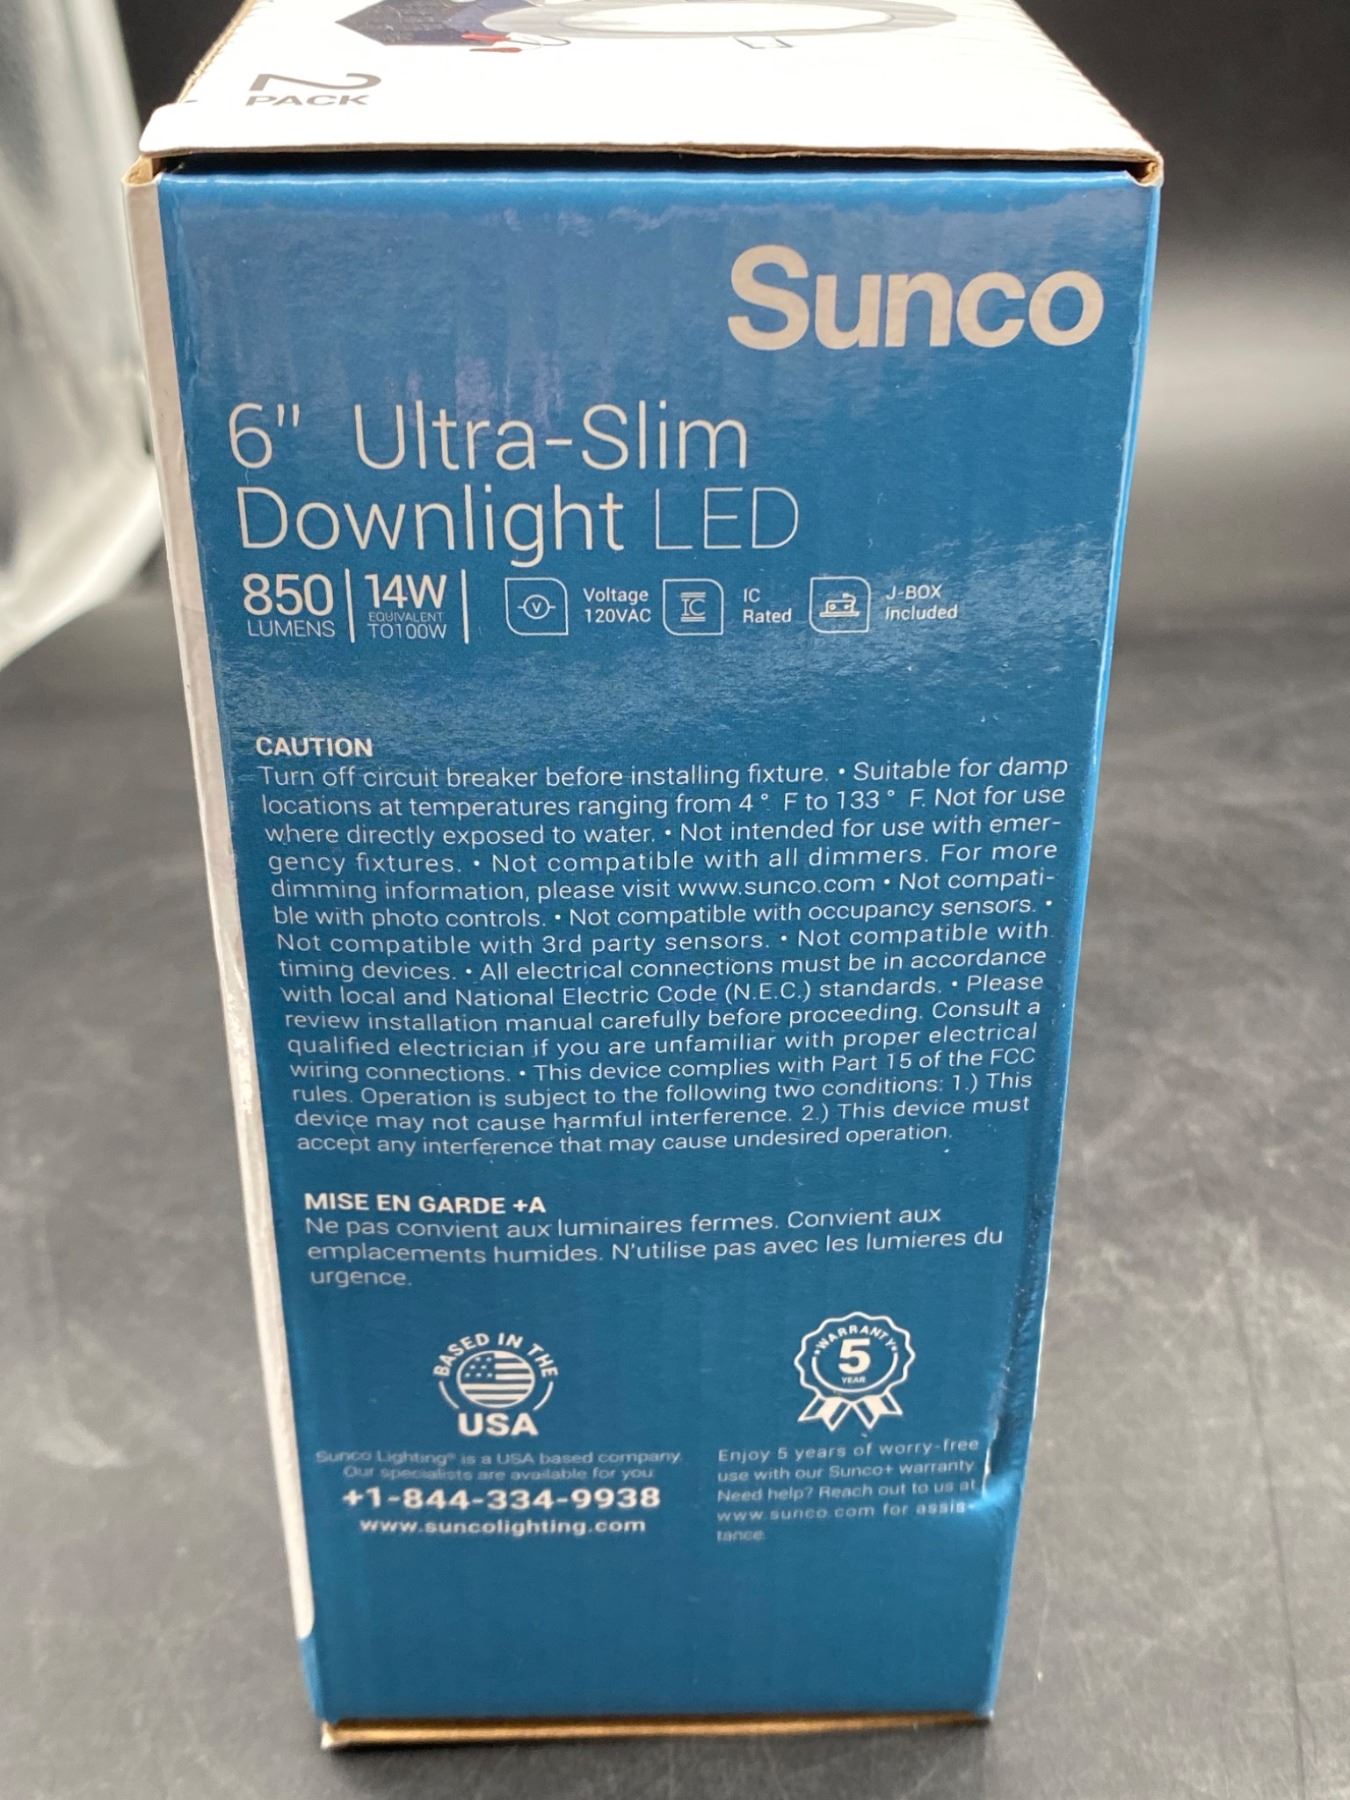 2
PACK
Sunco
6" Ultra-Slim
Downlight LED
850
LUMENS
14W
EQUIVALENT
TO100W
Voltage
120VAC
IC
IC
Rated
J-BOX
Included
CAUTION
Turn off circuit breaker before installing fixture. • Suitable for damp
locations at temperatures ranging from 4° F to 133° F. Not for use
where directly exposed to water. • Not intended for use with emer-
gency fixtures. • Not compatible with all dimmers. For more
dimming information, please visit www.sunco.com • Not compati-
ble with photo controls. • Not compatible with occupancy sensors. •
Not compatible with 3rd party sensors. • Not compatible with
timing devices. • All electrical connections must be in accordance
with local and National Electric Code (N.E.C.) standards. • Please
review installation manual carefully before proceeding. Consult a
qualified electrician if you are unfamiliar with proper electrical
wiring connections. • This device complies with Part 15 of the FCC
rules. Operation is subject to the following two conditions: 1.) This
device may not cause harmful interference. 2.) This device must
accept any interference that may cause undesired operation.
MISE EN GARDE +A
Ne pas convient aux luminaires fermes. Convient aux
emplacements humides. N'utilise pas avec les lumieres du
urgence.
BASED IN THE
USA
Sunco Lighting® is a USA based company.
Our specialists are available for you
+1-844-334-9938
www.suncolighting.com
WARRANTY
5
YEAR
Enjoy 5 years of worry-free
use with our Sunco+ warranty.
Need help? Reach out to us at
www.sunco.com for assis-
tance.